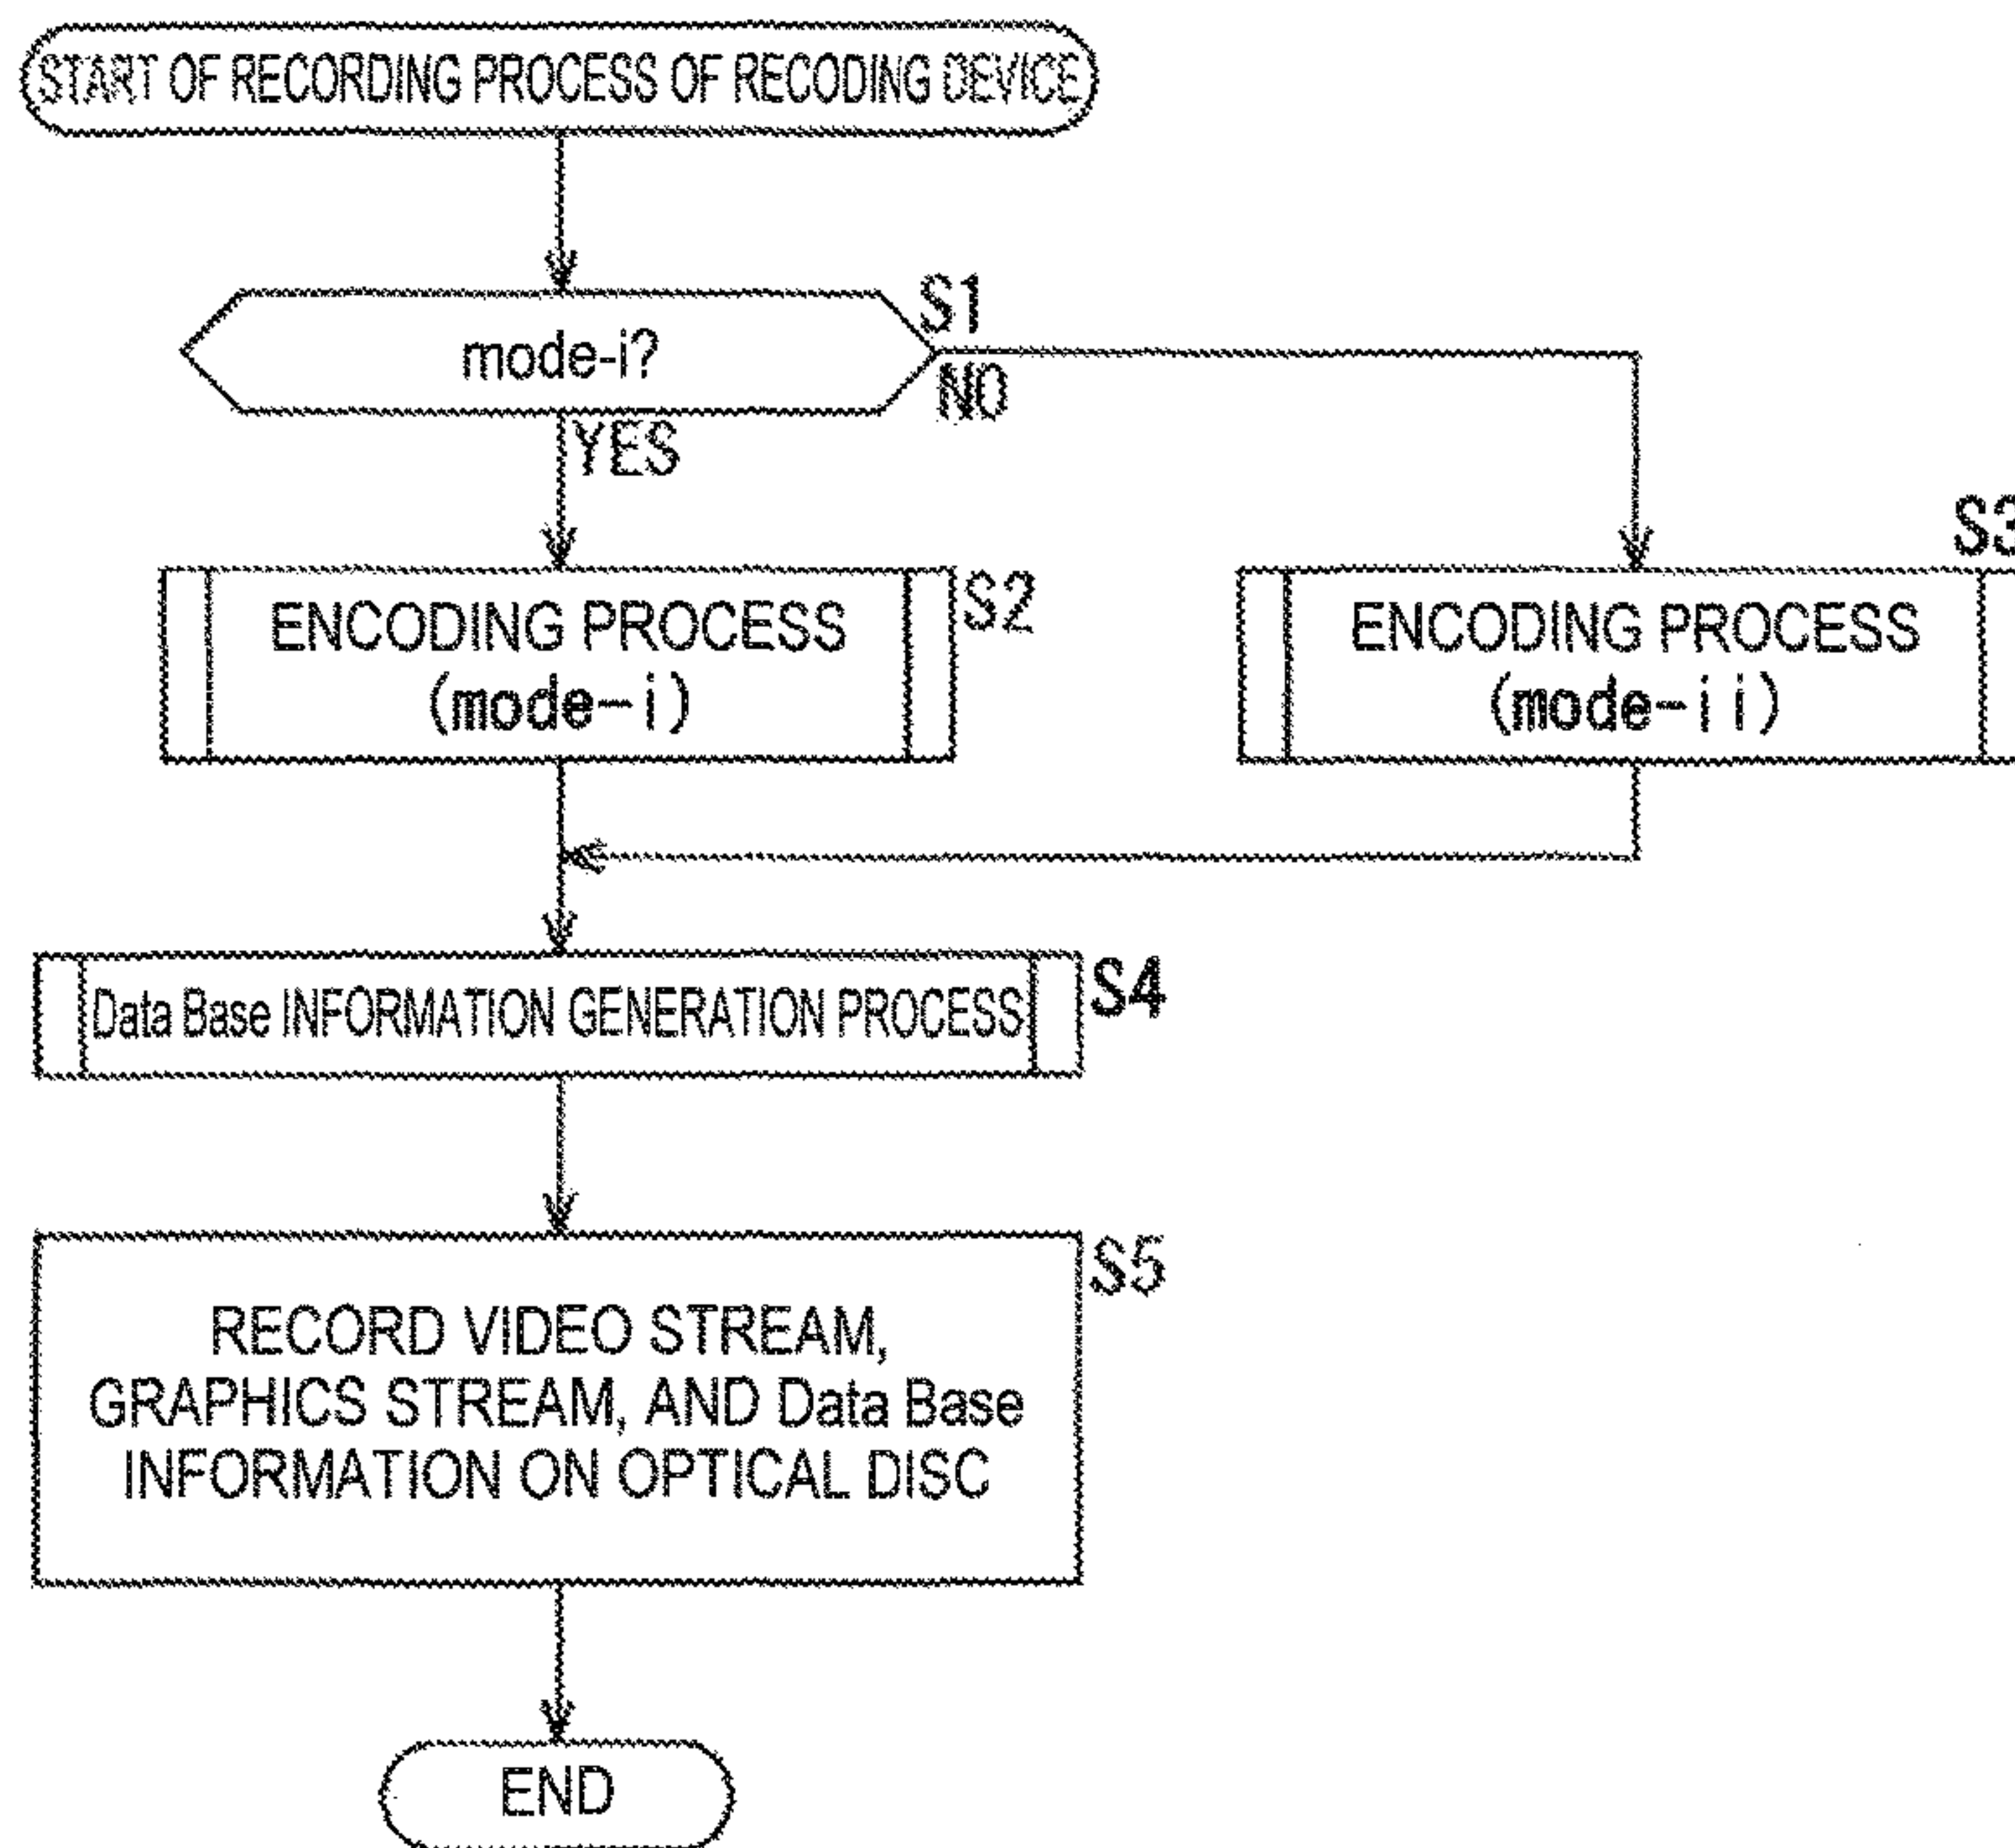 START OF RECORDING PROCESS OF RECODING DEVICE
S1
mode-i?
NO
YES
S3
S2
ENCODING PROCESS
(mode-i)
ENCODING PROCESS
(mode-ii)
S4
Data Base INFORMATION GENERATION PROCESS
S5
RECORD VIDEO STREAM,
GRAPHICS STREAM, AND Data Base
INFORMATION ON OPTICAL DISC
END